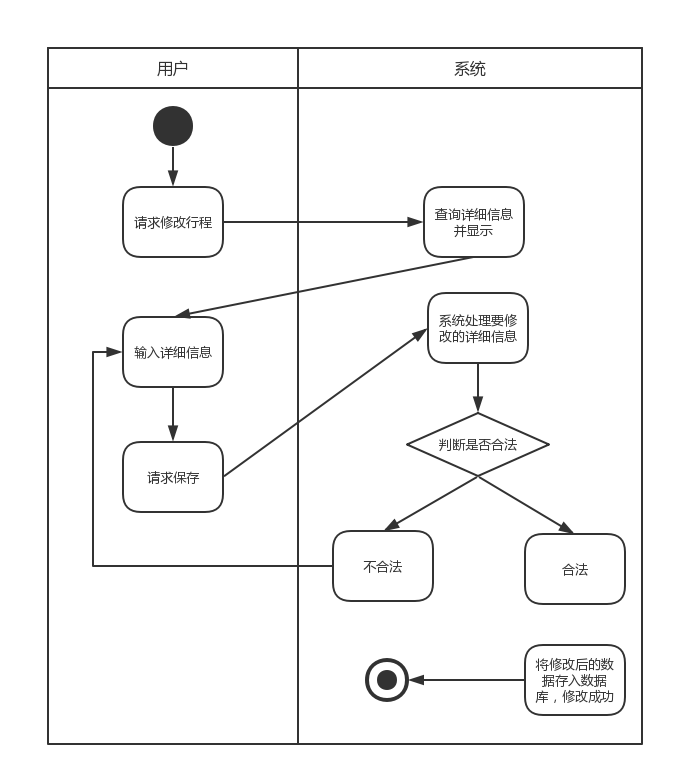 用户
系统
请求修改行程
查询详细信息
并显示
输入详细信息
系统处理要修
改的详细信息
判断是否合法
请求保存
不合法
合法
将修改后的数
据存入数据
库，修改成功